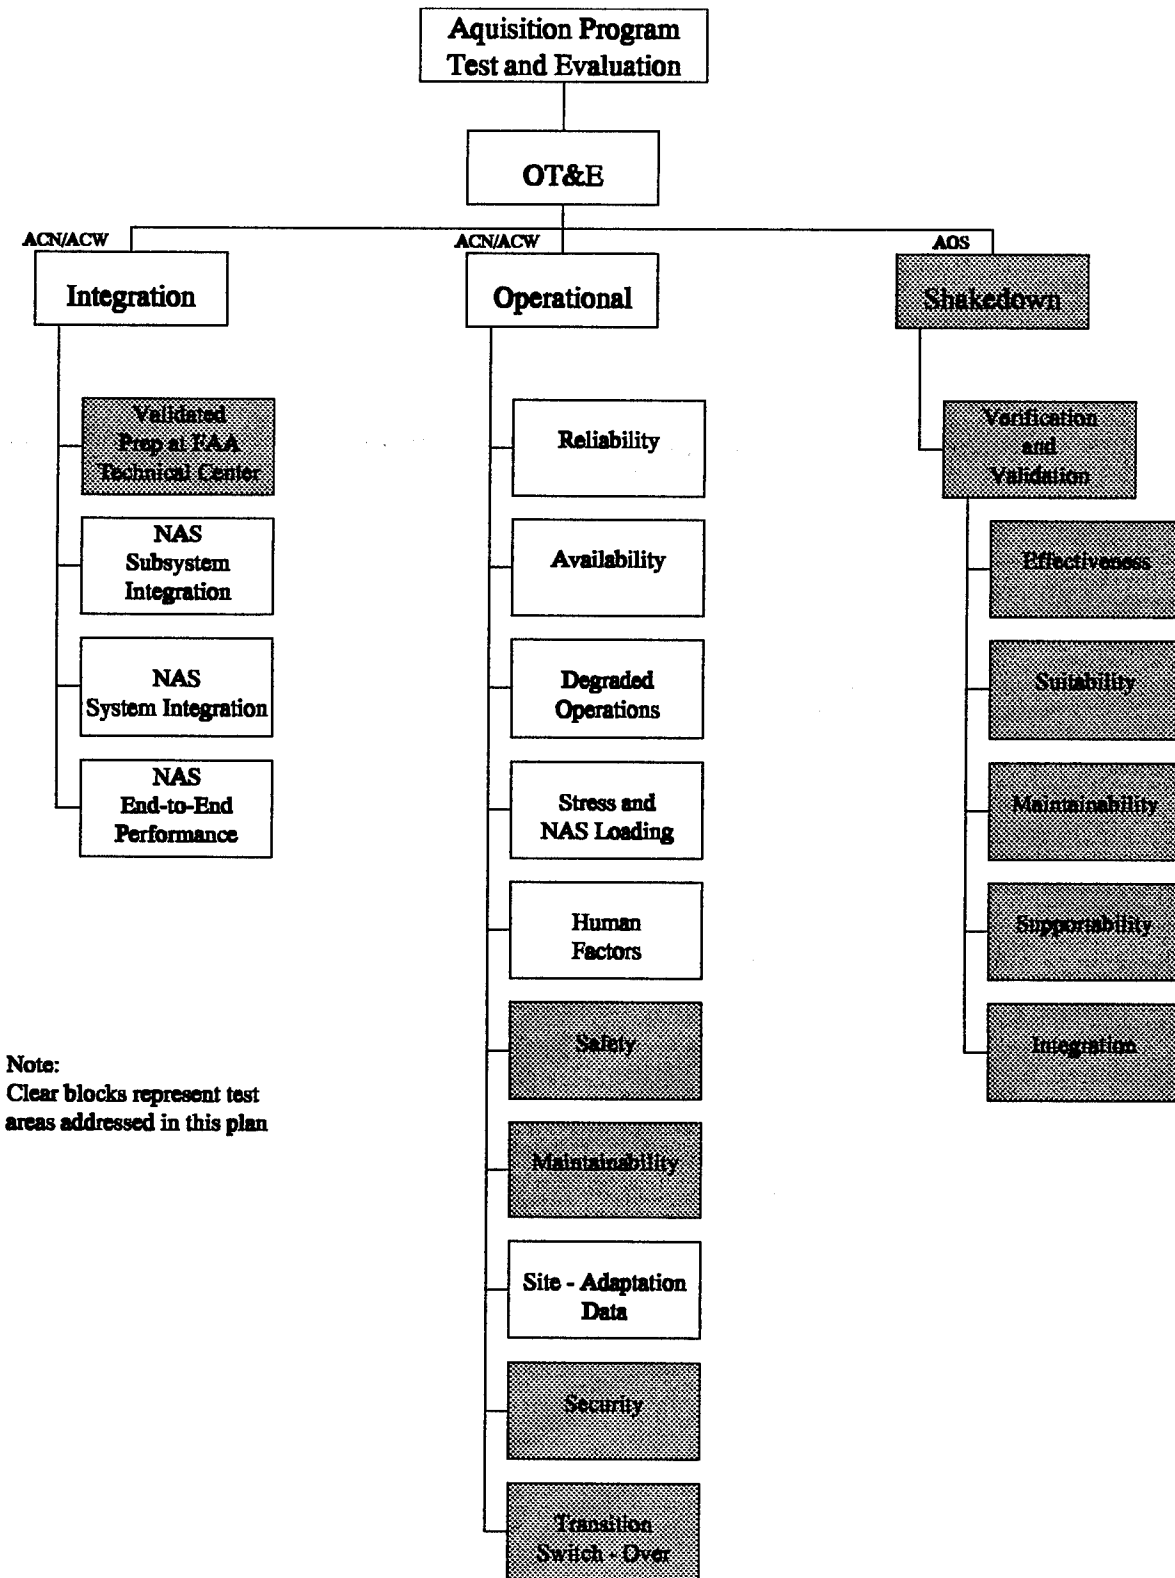 Aquisition Program
Test and Evaluation
OT&E
ACN/ACW
Integration
Validated
Prep at FAA
Technical Center
NAS
Subsystem
Integration
NAS
System Integration
NAS
End-to-End
Performance
ACN/ACW
Operational
Reliability
Availability
Degraded
Operations
Stress and
NAS Loading
Human
Factors
Safety
Maintainability
Site - Adaptation
Data
Security
Transition
Switch - Over
AOS
Shakedown
Verification
and
Validation
Effectiveness
Suitability
Maintainability
Supportability
Integration
Note:
Clear blocks represent test
areas addressed in this plan